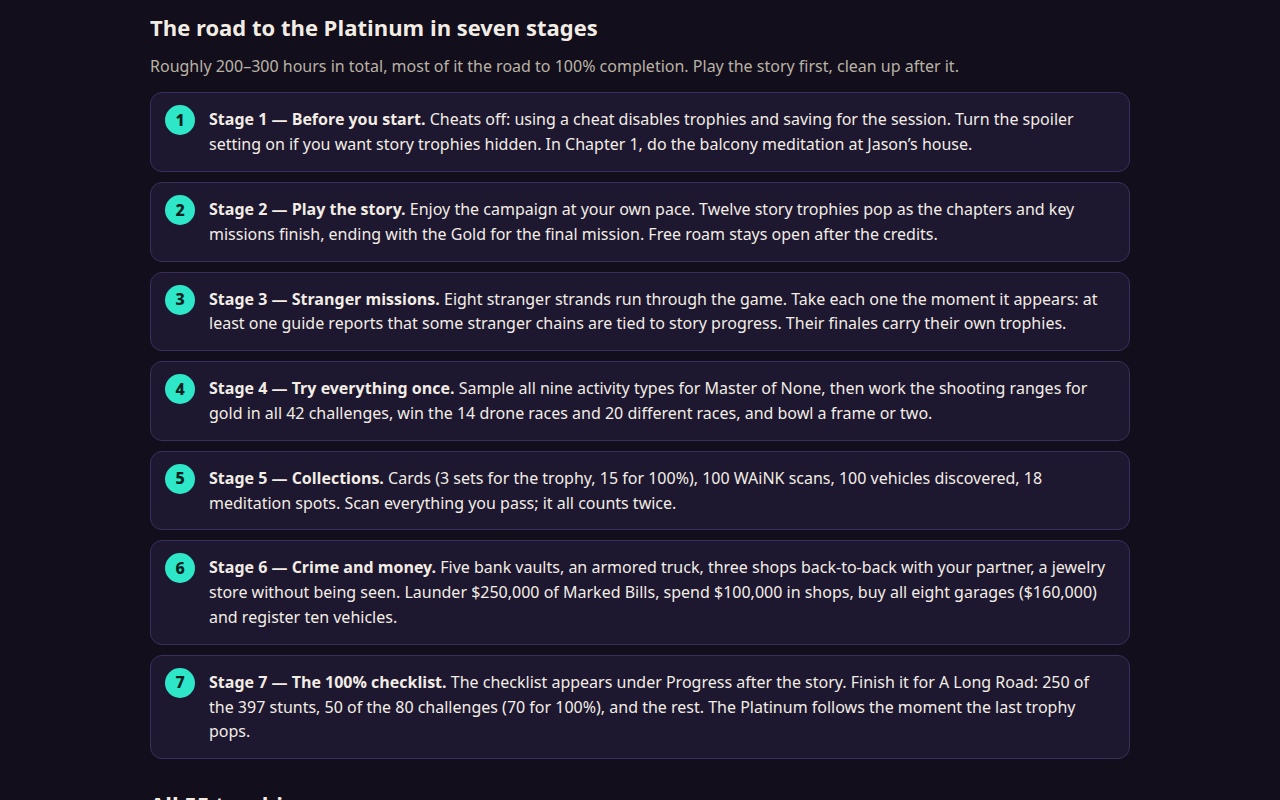 The road to the Platinum in seven stages
Roughly 200–300 hours in total, most of it the road to 100% completion. Play the story first, clean up after it.
1
Stage 1 — Before you start. Cheats off: using a cheat disables trophies and saving for the session. Turn the spoiler
setting on if you want story trophies hidden. In Chapter 1, do the balcony meditation at Jason’s house.
2
Stage 2 — Play the story. Enjoy the campaign at your own pace. Twelve story trophies pop as the chapters and key
missions finish, ending with the Gold for the final mission. Free roam stays open after the credits.
3
Stage 3 — Stranger missions. Eight stranger strands run through the game. Take each one the moment it appears: at
least one guide reports that some stranger chains are tied to story progress. Their finales carry their own trophies.
4
Stage 4 — Try everything once. Sample all nine activity types for Master of None, then work the shooting ranges for
gold in all 42 challenges, win the 14 drone races and 20 different races, and bowl a frame or two.
5
Stage 5 — Collections. Cards (3 sets for the trophy, 15 for 100%), 100 WAiNK scans, 100 vehicles discovered, 18
meditation spots. Scan everything you pass; it all counts twice.
6
Stage 6 — Crime and money. Five bank vaults, an armored truck, three shops back-to-back with your partner, a jewelry
store without being seen. Launder $250,000 of Marked Bills, spend $100,000 in shops, buy all eight garages ($160,000)
and register ten vehicles.
7
Stage 7 — The 100% checklist. The checklist appears under Progress after the story. Finish it for A Long Road: 250 of
the 397 stunts, 50 of the 80 challenges (70 for 100%), and the rest. The Platinum follows the moment the last trophy
pops.